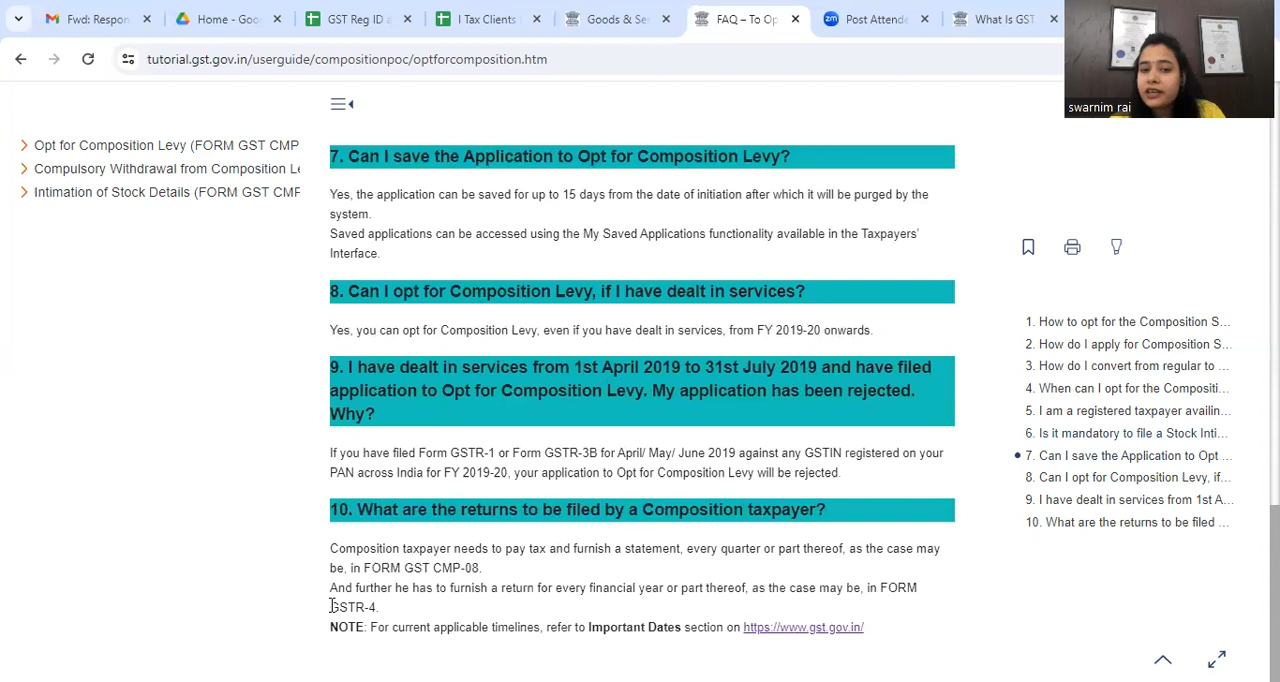 Fwd: Respon
Home - Goo
GST Reg ID a
I Tax Clients
Goods & Se
FAQ – To Op
Post Attende
What Is GST
tutorial.gst.gov.in/userguide/compositionpoc/optforcomposition.htm
swarnim rai
Opt for Composition Levy (FORM GST CMP
Compulsory Withdrawal from Composition Le
Intimation of Stock Details (FORM GST CMP
7. Can I save the Application to Opt for Composition Levy?
Yes, the application can be saved for up to 15 days from the date of initiation after which it will be purged by the
system.
Saved applications can be accessed using the My Saved Applications functionality available in the Taxpayers'
Interface.
8. Can I opt for Composition Levy, if I have dealt in services?
Yes, you can opt for Composition Levy, even if you have dealt in services, from FY 2019-20 onwards.
9. I have dealt in services from 1st April 2019 to 31st July 2019 and have filed
application to Opt for Composition Levy. My application has been rejected.
Why?
If you have filed Form GSTR-1 or Form GSTR-3B for April/ May/ June 2019 against any GSTIN registered on your
PAN across India for FY 2019-20, your application to Opt for Composition Levy will be rejected.
10. What are the returns to be filed by a Composition taxpayer?
Composition taxpayer needs to pay tax and furnish a statement, every quarter or part thereof, as the case may
be, in FORM GST CMP-08.
And further he has to furnish a return for every financial year or part thereof, as the case may be, in FORM
GSTR-4.
NOTE: For current applicable timelines, refer to Important Dates section on https://www.gst.gov.in/
1. How to opt for the Composition S...
2. How do I apply for Composition S...
3. How do I convert from regular to ...
4. When can I opt for the Compositi...
5. I am a registered taxpayer availin...
6. Is it mandatory to file a Stock Inti...
7. Can I save the Application to Opt ...
8. Can I opt for Composition Levy, if...
9. I have dealt in services from 1st A...
10. What are the returns to be filed ...